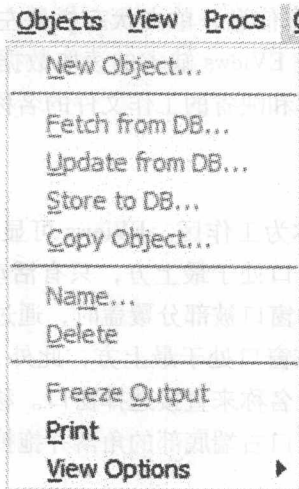 Objects View Procs
New Object...
Fetch from DB...
Update from DB...
Store to DB...
Copy Object...
Name...
Delete
Freeze Output
Print
View Options